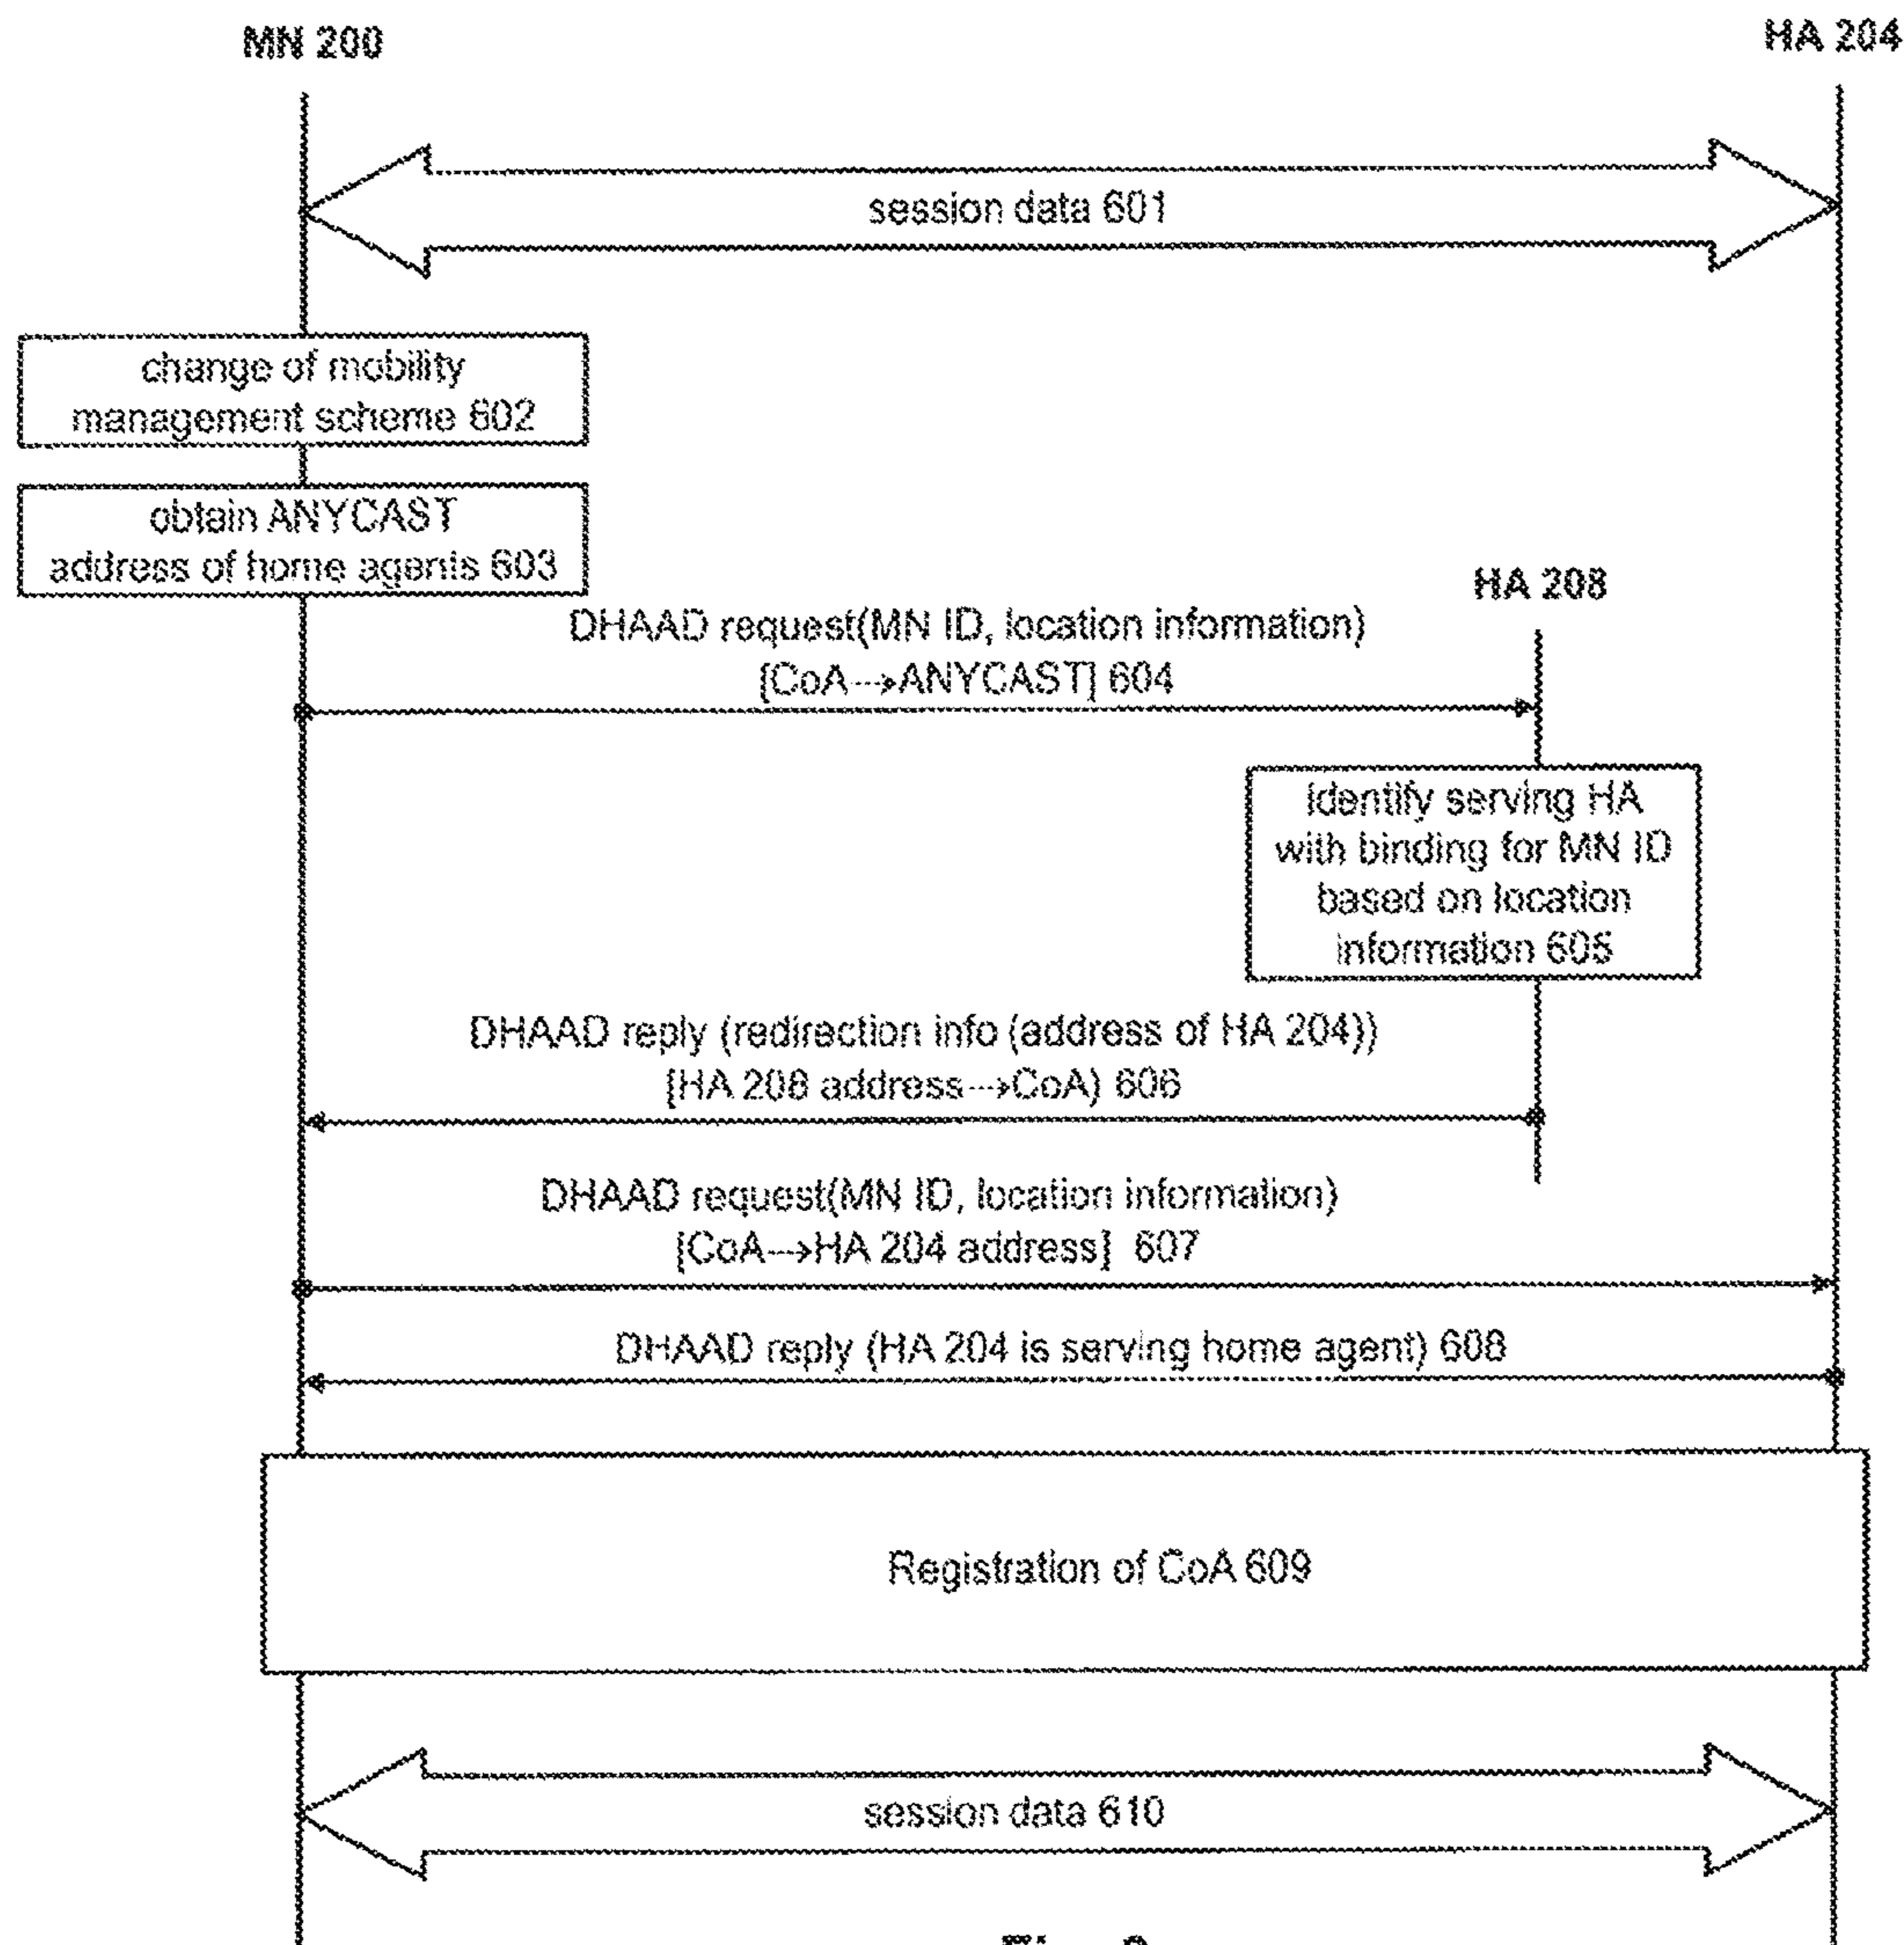 MN 200
HA 204
session data 601
change of mobility
management scheme 602
obtain ANYCAST
address of home agents 603
HA 208
DHAAD request(MN ID, location information)
[CoA--->ANYCAST] 604
identify serving HA
with binding for MN ID
based on location
information 605
DHAAD reply (redirection info (address of HA 204))
[HA 208 address--->CoA) 606
DHAAD request(MN ID, location information)
[CoA--->HA 204 address] 607
DHAAD reply (HA 204 is serving home agent) 608
Registration of CoA 609
session data 610